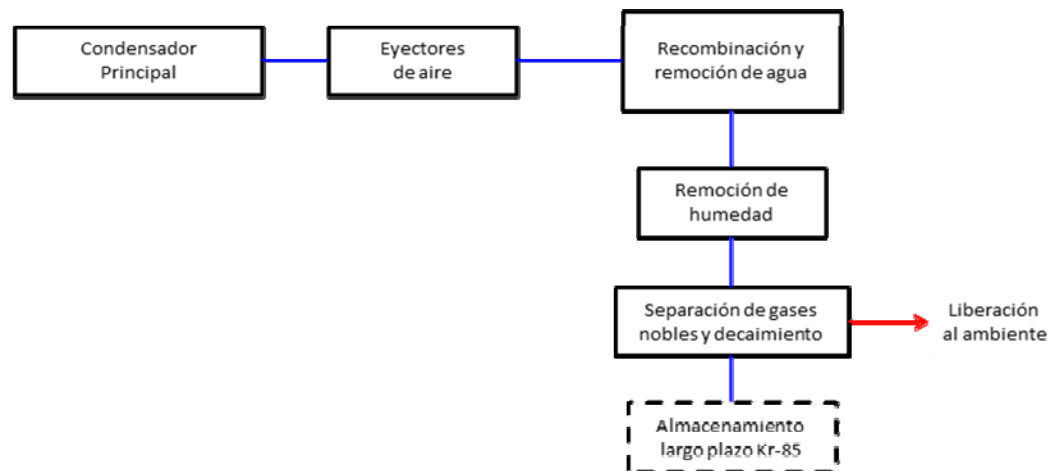 Condensador
Principal
Eyectores
de aire
Recombinación y
remoción de agua
Remoción de
humedad
Separación de gases
nobles y decaimiento
Liberación
al ambiente
Almacenamiento
largo plazo Kr-85